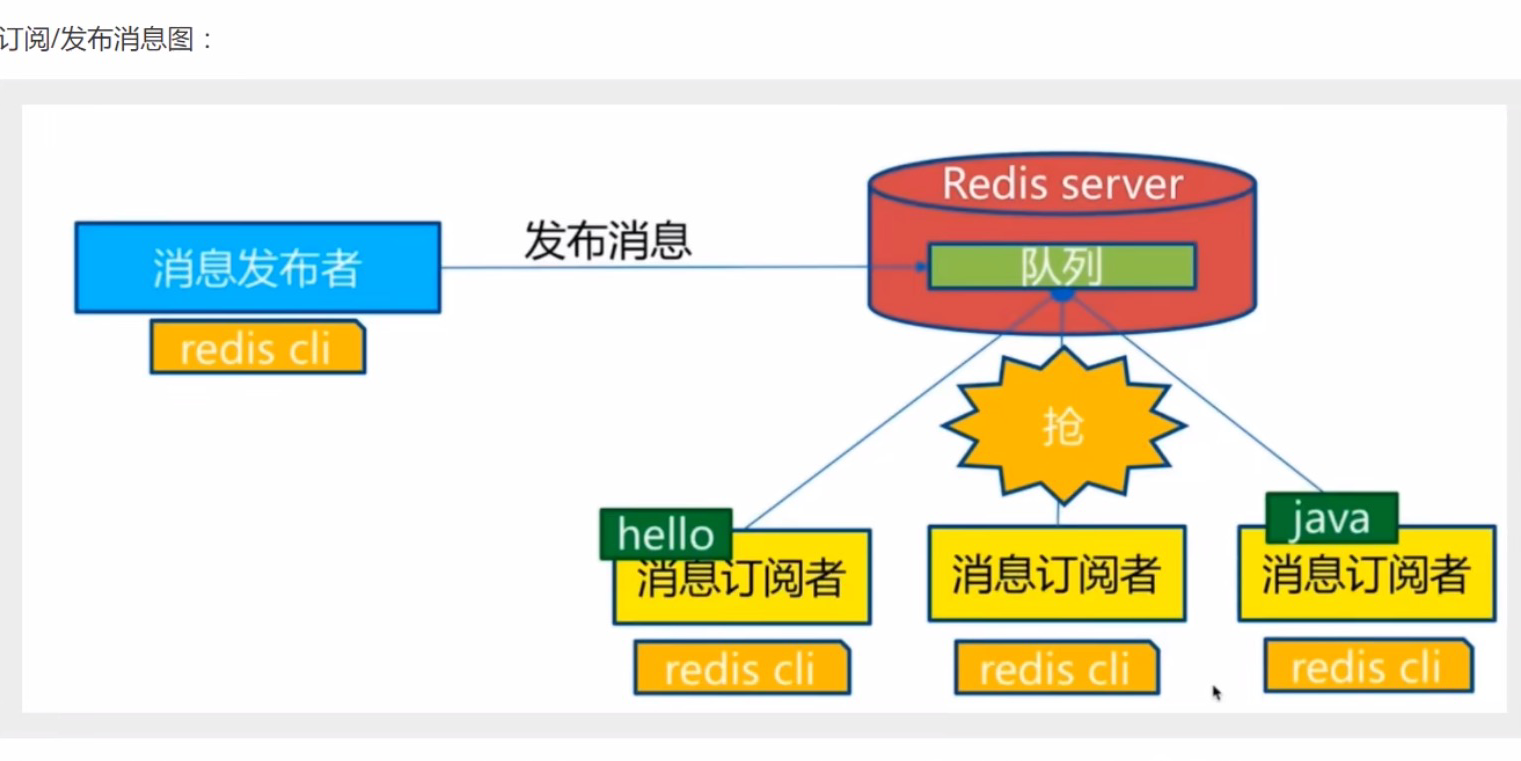 订阅/发布消息图：
Redis server
发布消息
消息发布者
队列
redis cli
抢
hello
java
消息订阅者
消息订阅者
消息订阅者
redis cli
redis cli
redis cli